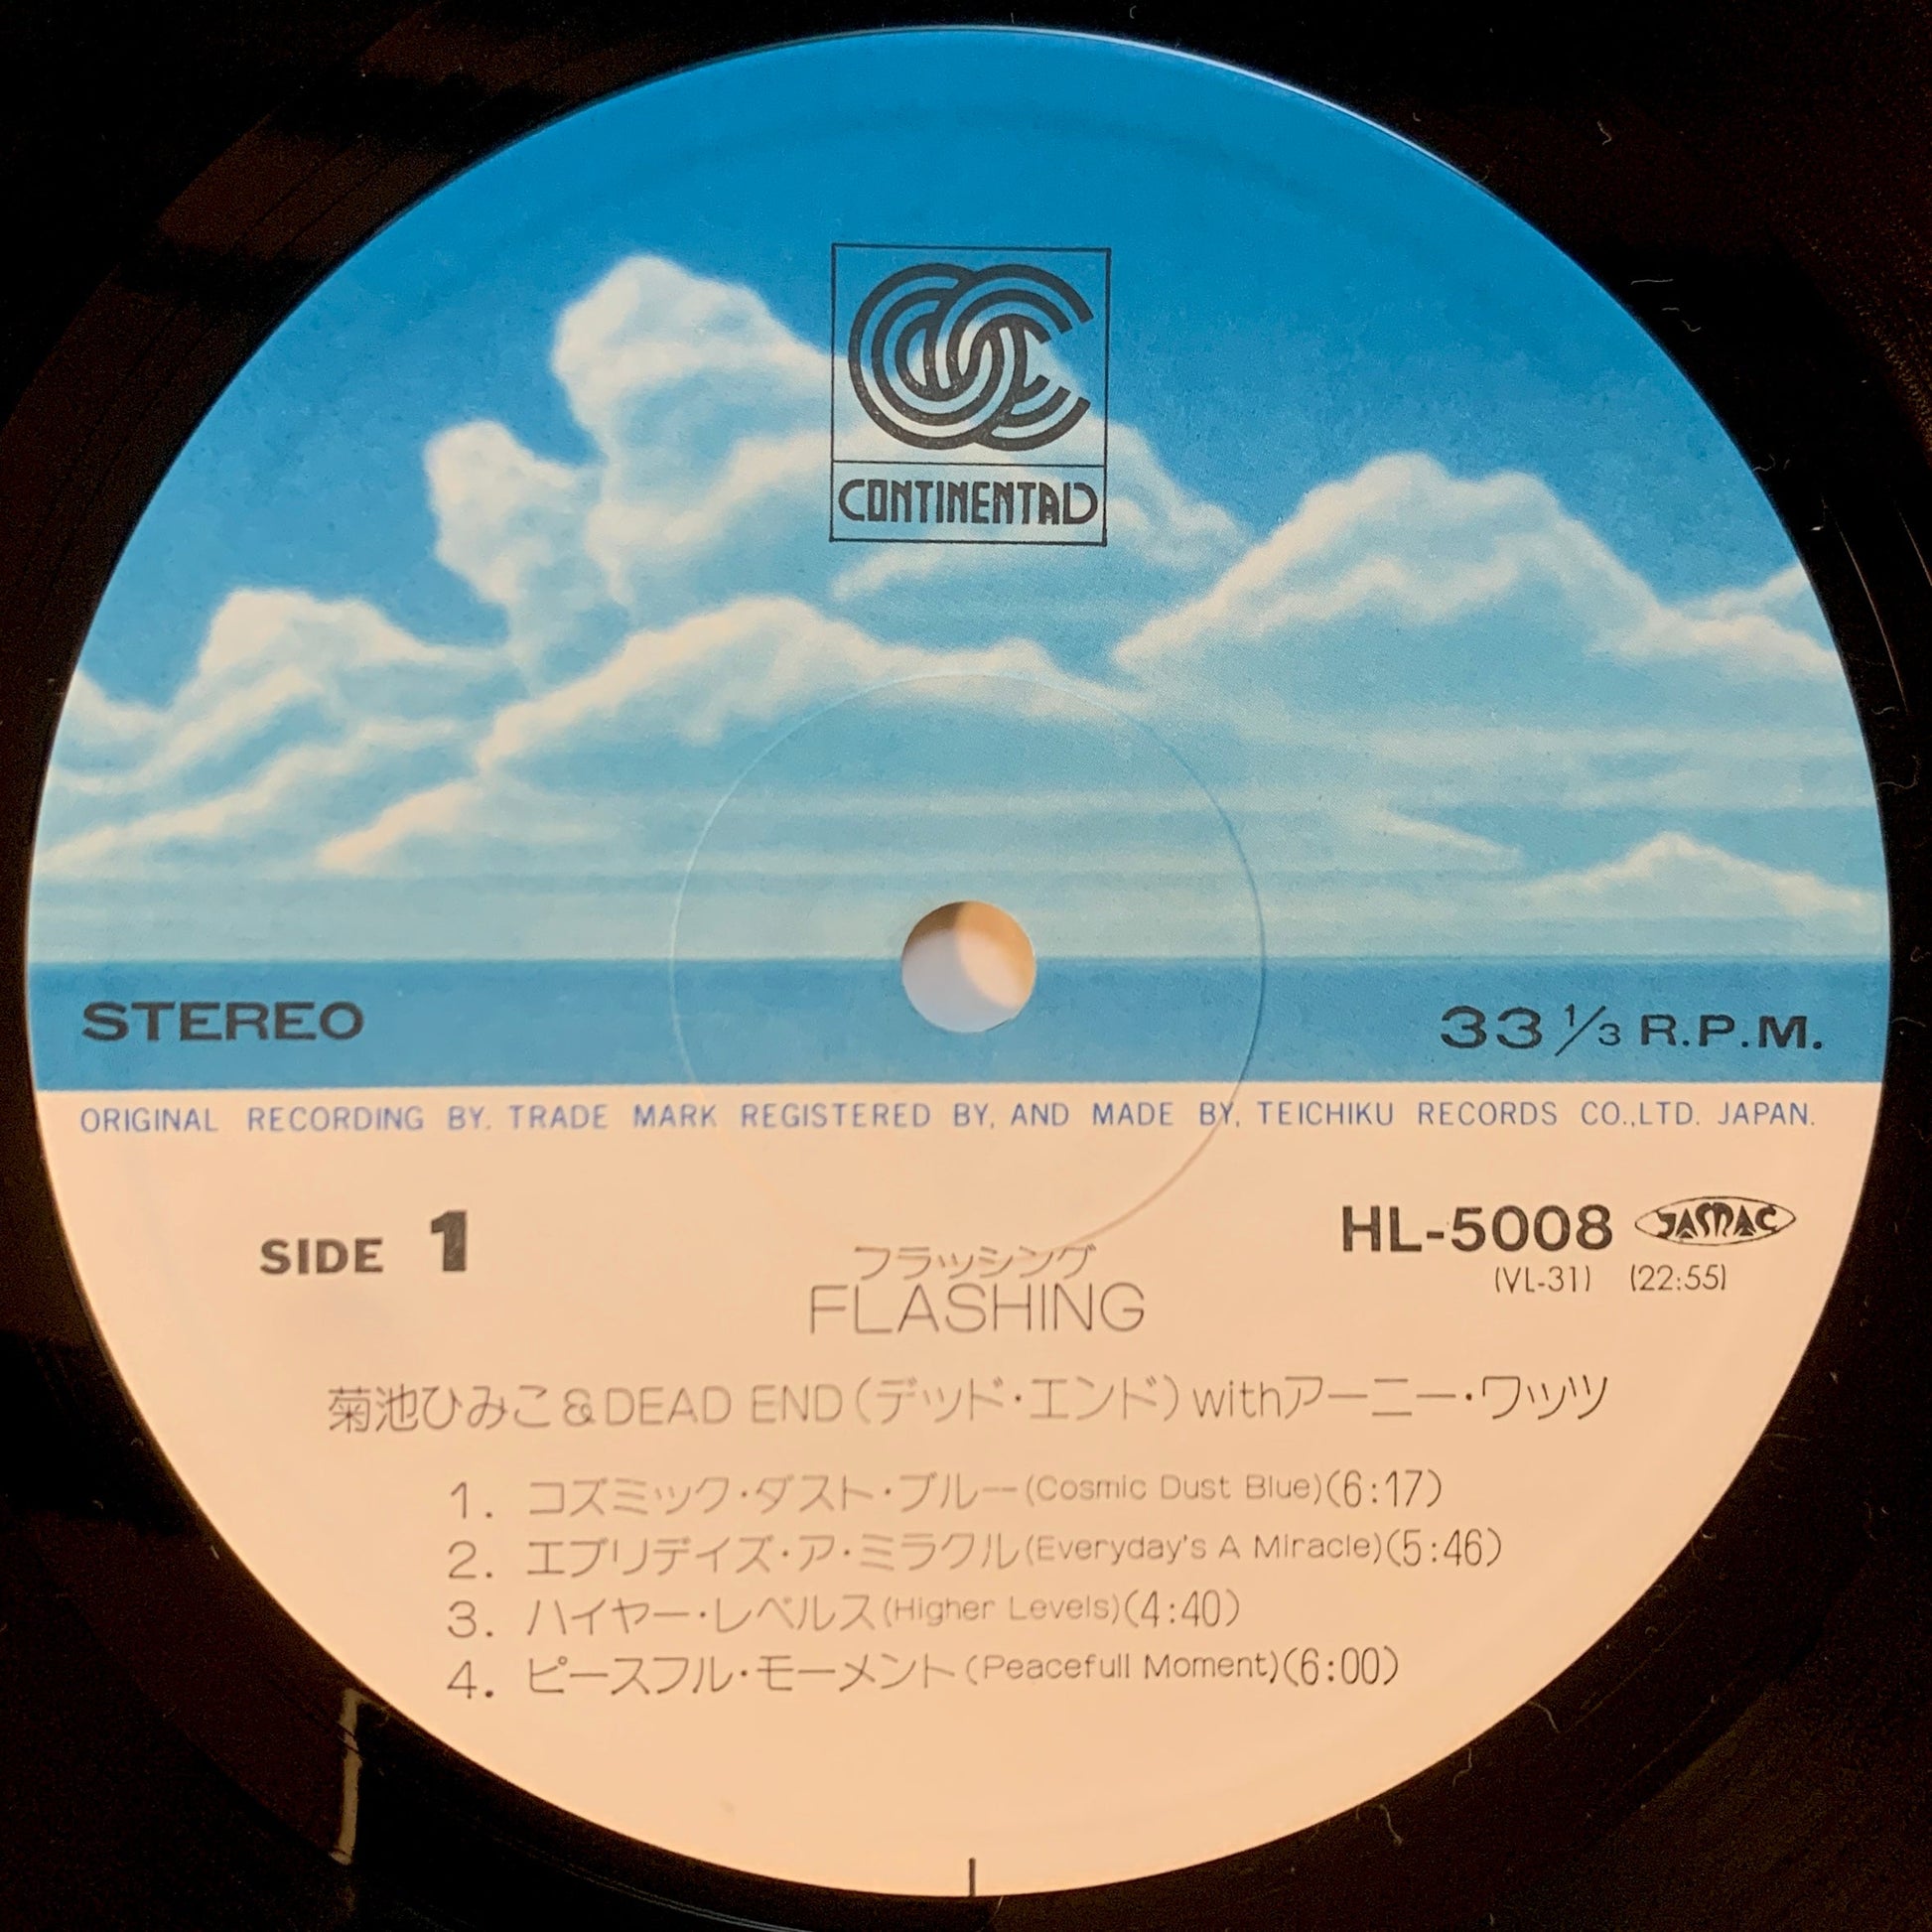 CONTINENTAL
STEREO
33 1/3 R.P.M.
ORIGINAL RECORDING BY. TRADE MARK REGISTERED BY, AND MADE BY, TEICHIKU RECORDS CO.,LTD. JAPAN.
SIDE 1
HL-5008 JASRAC
(VL-31) (22:55)
フラッシング
FLASHING
菊池ひみこ&DEAD END(デッド・エンド)withアーニー・ワッツ
1. コズミック・ダスト・ブルー(Cosmic Dust Blue)(6:17)
2. エブリデイズ・ア・ミラクル(Everyday's A Miracle)(5:46)
3. ハイヤー・レベルス(Higher Levels)(4:40)
4. ピースフル・モーメント(Peacefull Moment)(6:00)